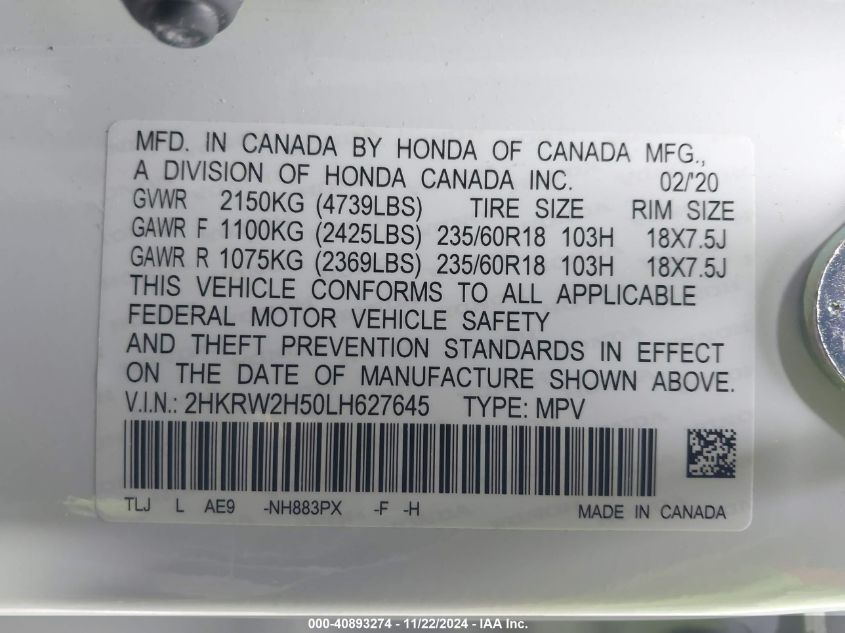 MFD. IN CANADA BY HONDA OF CANADA MFG.,
A DIVISION OF HONDA CANADA INC. 02/'20
GVWR 2150KG (4739LBS) TIRE SIZE RIM SIZE
GAWR F 1100KG (2425LBS) 235/60R18 103H 18X7.5J
GAWR R 1075KG (2369LBS) 235/60R18 103H 18X7.5J
THIS VEHICLE CONFORMS TO ALL APPLICABLE
FEDERAL MOTOR VEHICLE SAFETY
AND THEFT PREVENTION STANDARDS IN EFFECT
ON THE DATE OF MANUFACTURE SHOWN ABOVE.
V.I.N.: 2HKRW2H50LH627645 TYPE: MPV
TLJ L AE9 -NH883PX -F -H MADE IN CANADA
000-40893274 - 11/22/2024 - IAA Inc.